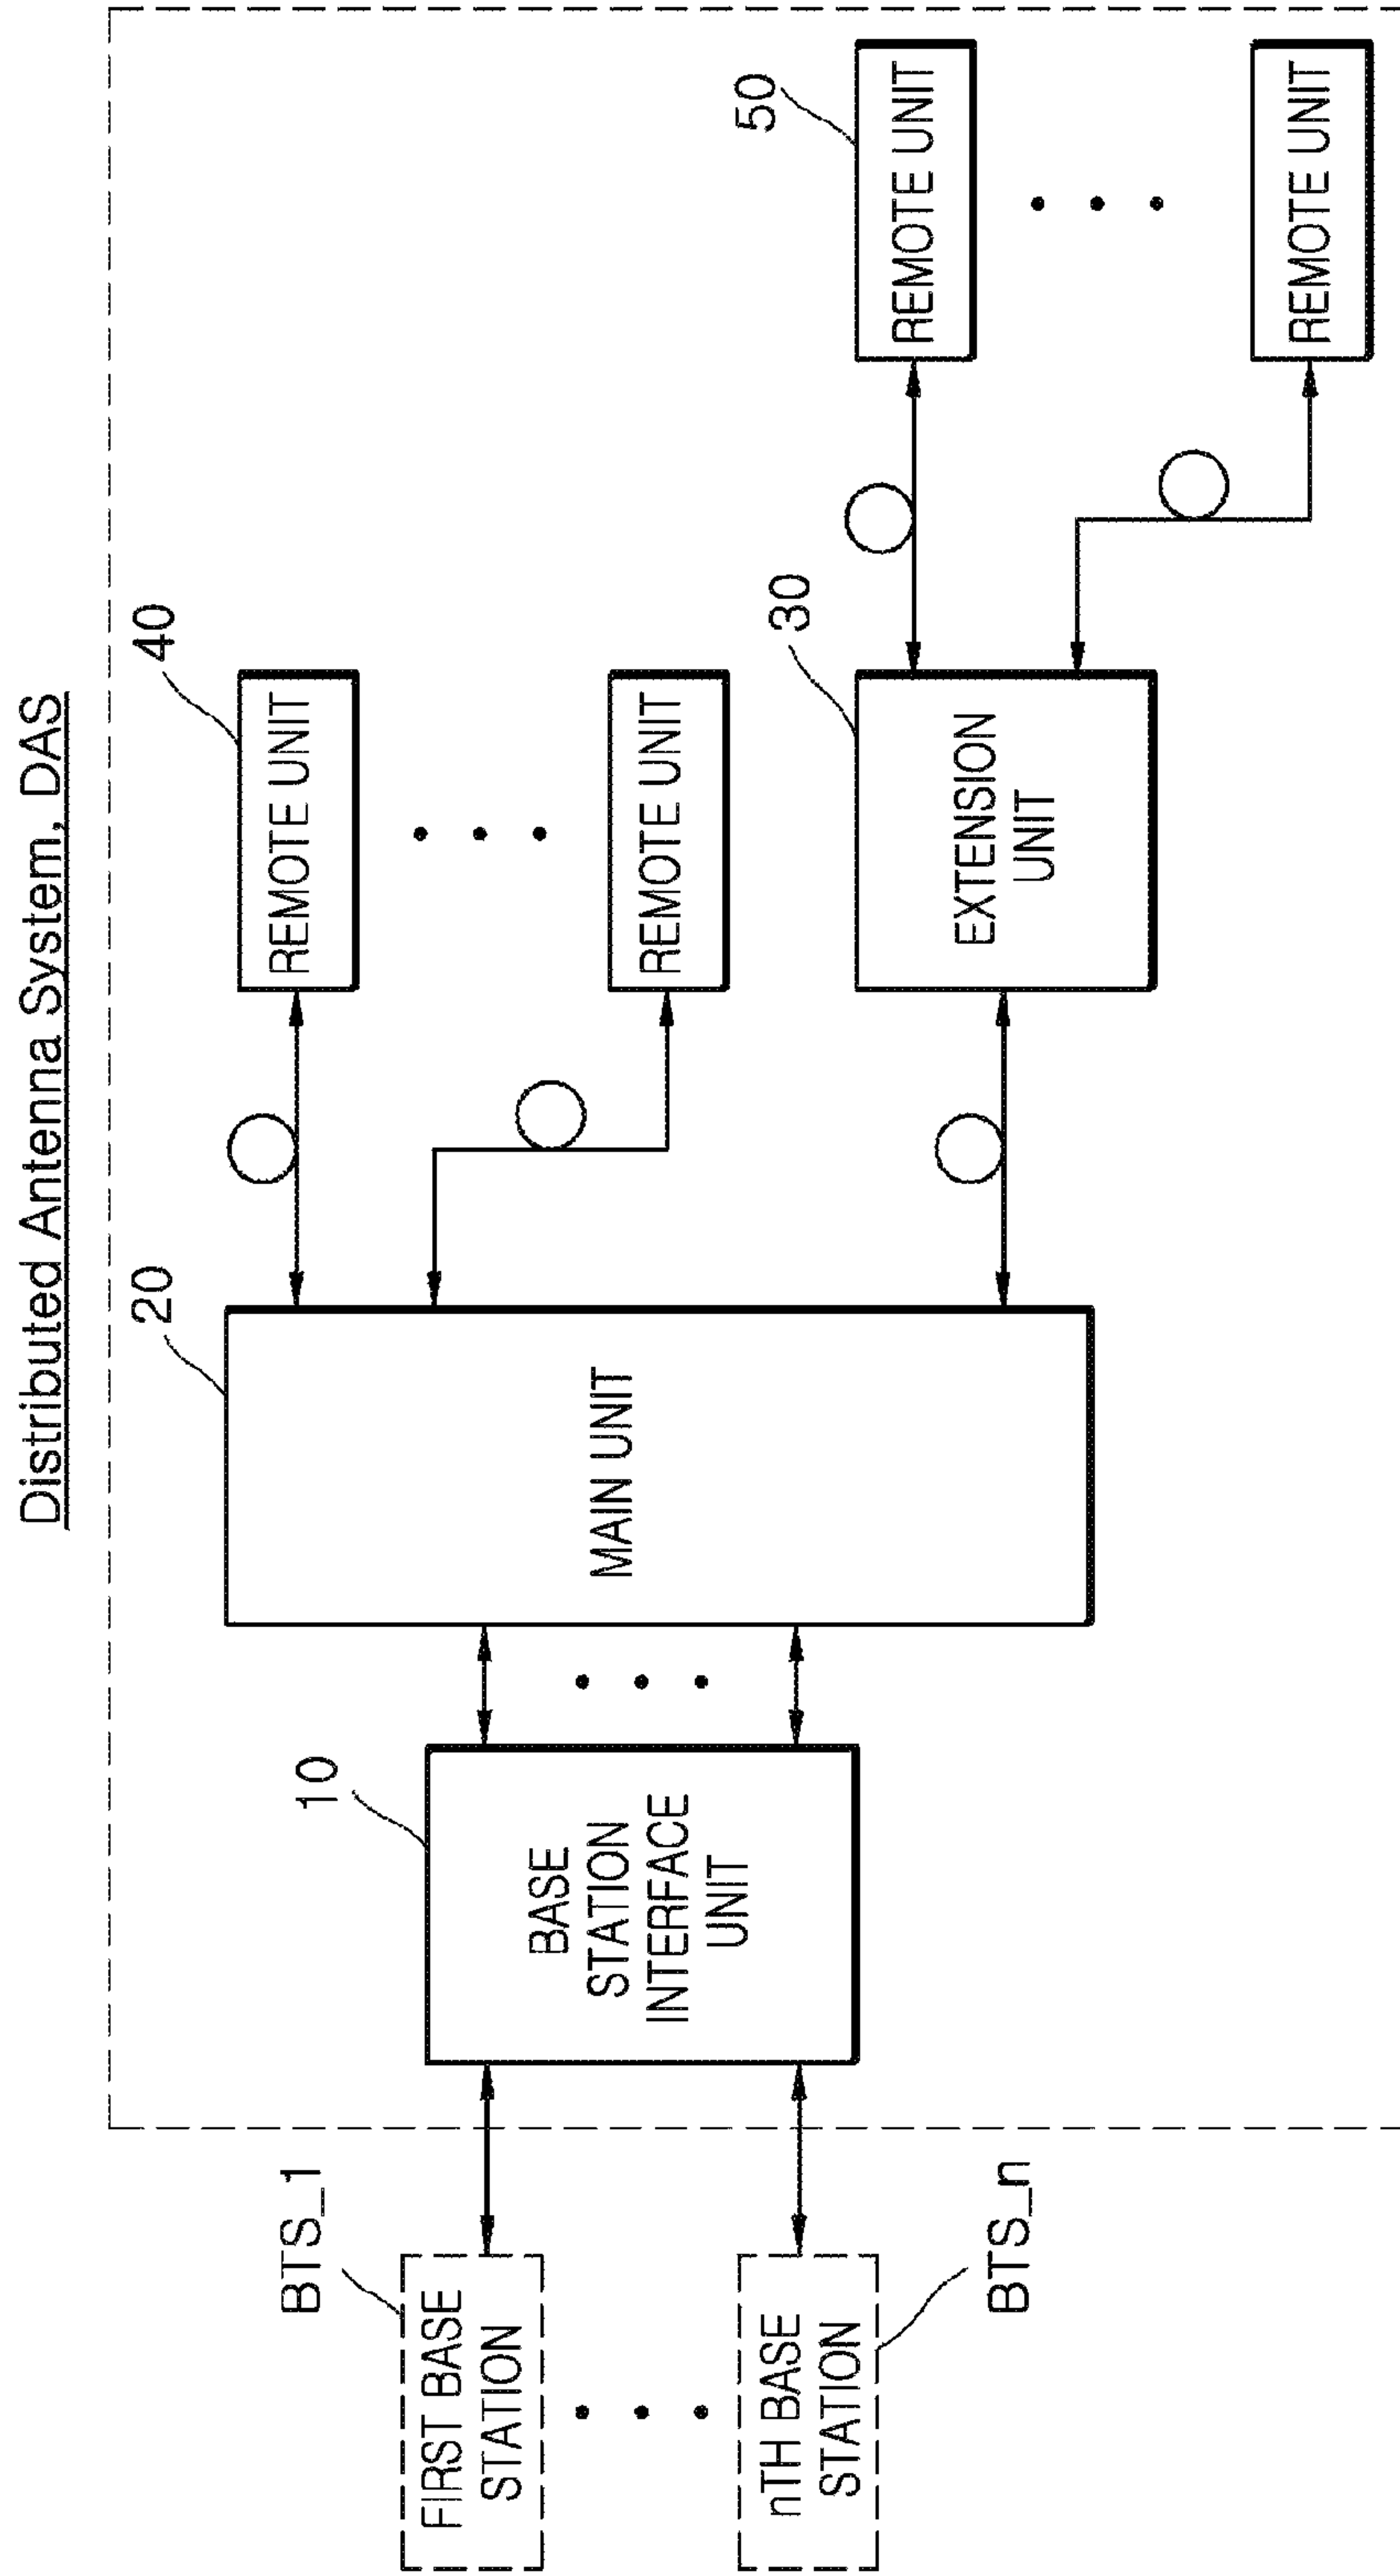 Distributed Antenna System, DAS
BTS_1
FIRST BASE
STATION
nTH BASE
STATION
BTS_n
10
BASE
STATION
INTERFACE
UNIT
20
MAIN UNIT
40
REMOTE UNIT
REMOTE UNIT
30
EXTENSION
UNIT
50
REMOTE UNIT
REMOTE UNIT